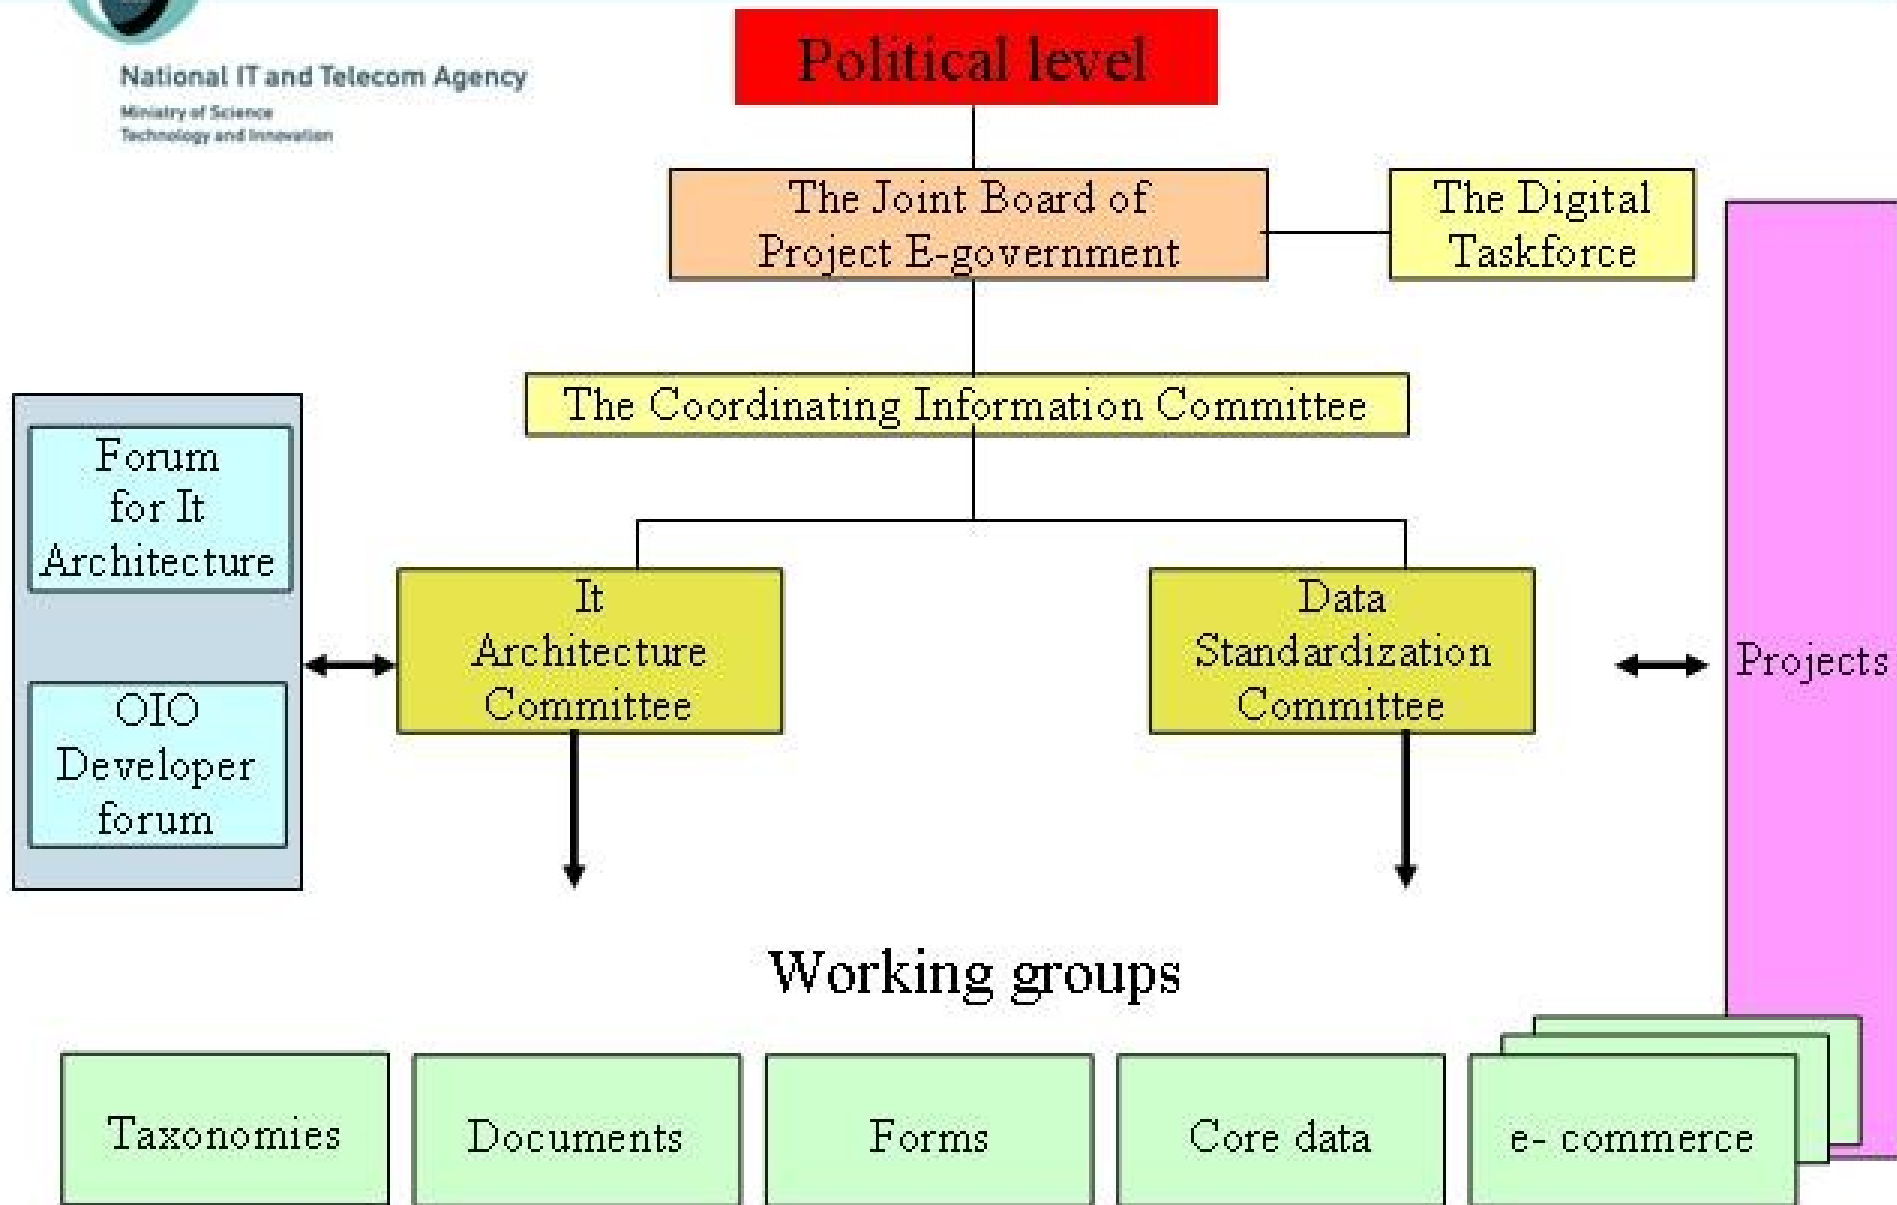 National IT and Telecom Agency
Ministry of Science
Technology and Innovation
Political level
The Joint Board of
Project E-government
The Digital
Taskforce
The Coordinating Information Committee
Forum
for It
Architecture
OIO
Developer
forum
It
Architecture
Committee
Data
Standardization
Committee
Projects
Working groups
Taxonomies
Documents
Forms
Core data
e- commerce